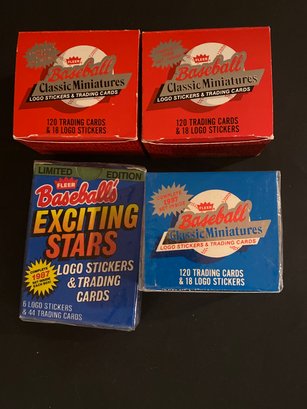 FLEER
Baseball
Classic Miniatures
LOGO STICKERS & TRADING CARDS
120 TRADING CARDS
& 18 LOGO STICKERS
FLEER
Baseball
Classic Miniatures
LOGO STICKERS & TRADING CARDS
120 TRADING CARDS
& 18 LOGO STICKERS
LIMITED EDITION
FLEER
Baseball's
EXCITING
STARS
COMPLETE
1987
LOGO STICKERS
& TRADING
CARDS
6 LOGO STICKERS
& 44 TRADING CARDS
COMPLETE
1987
FLEER
Baseball
Classic Miniatures
LOGO STICKERS & TRADING CARDS
120 TRADING CARDS
& 18 LOGO STICKERS